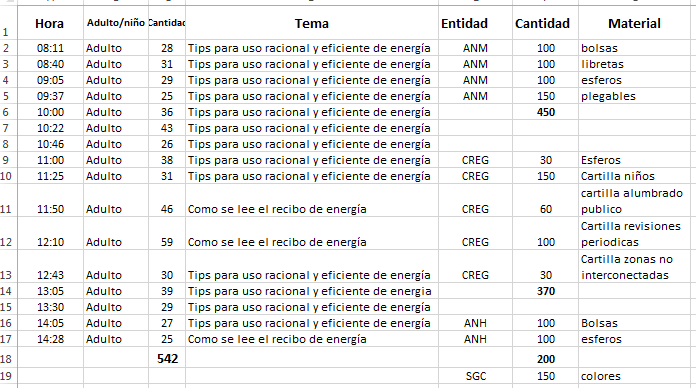 Hora Adulto/niño Cantidad Tema Entidad Cantidad Material
1
2 08:11 Adulto 28 Tips para uso racional y eficiente de energía ANM 100 bolsas
3 08:40 Adulto 31 Tips para uso racional y eficiente de energía ANM 100 libretas
4 09:05 Adulto 29 Tips para uso racional y eficiente de energía ANM 100 esferos
5 09:37 Adulto 25 Tips para uso racional y eficiente de energía ANM 150 plegables
6 10:00 Adulto 36 Tips para uso racional y eficiente de energía 450
7 10:22 Adulto 43 Tips para uso racional y eficiente de energía
8 10:46 Adulto 26 Tips para uso racional y eficiente de energía
9 11:00 Adulto 38 Tips para uso racional y eficiente de energía CREG 30 Esferos
10 11:25 Adulto 31 Tips para uso racional y eficiente de energía CREG 150 Cartilla niños
cartilla alumbrado
11 11:50 Adulto 46 Como se lee el recibo de energía CREG 60 publico
Cartilla revisiones
12 12:10 Adulto 59 Como se lee el recibo de energía CREG 100 periodicas
Cartilla zonas no
13 12:43 Adulto 30 Tips para uso racional y eficiente de energía CREG 30 interconectadas
14 13:05 Adulto 39 Tips para uso racional y eficiente de energia 370
15 13:30 Adulto 29 Tips para uso racional y eficiente de energía
16 14:05 Adulto 27 Tips para uso racional y eficiente de energía ANH 100 Bolsas
17 14:28 Adulto 25 Como se lee el recibo de energía ANH 100 esferos
18 542 200
19 SGC 150 colores